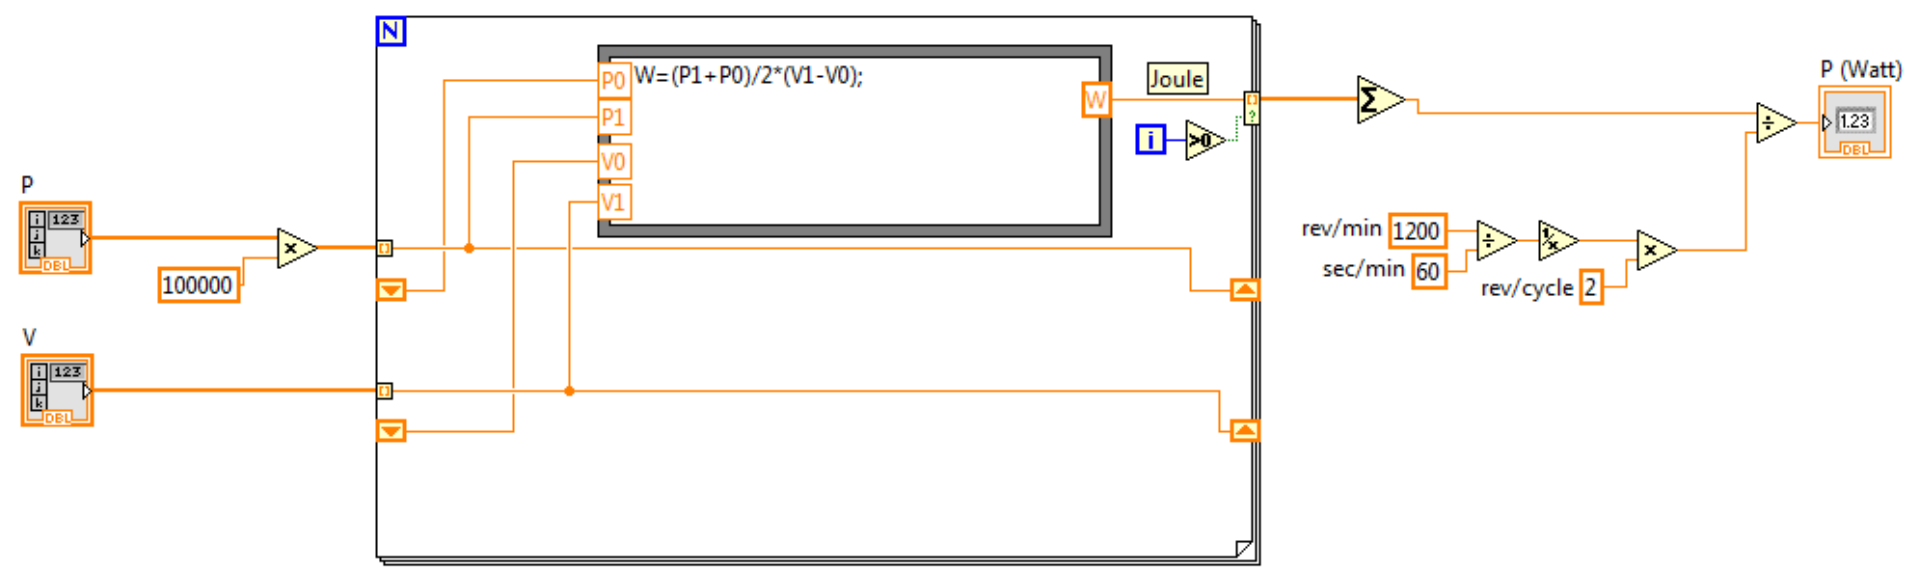 N
W=(P1+P0)/2*(V1-V0);
P0
P1
V0
V1
W
Joule
i
>0
?
Σ
÷
P (Watt)
1.23
DBL
P
i
j
k
123
DBL
×
100000
rev/min 1200
sec/min 60
÷
1/x
×
rev/cycle 2
V
i
j
k
123
DBL